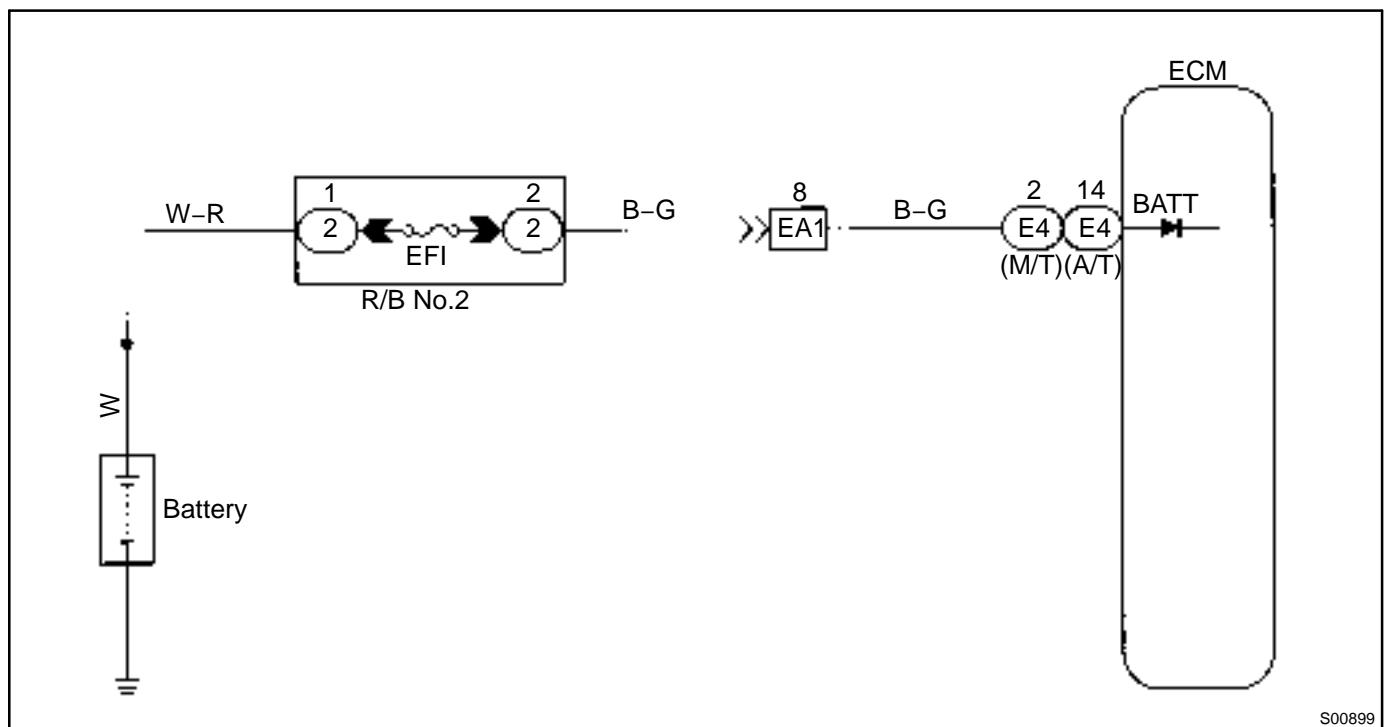 ECM
1 2 8 2 14
W–R B–G B–G BATT
2 2 EA1 E4 E4
EFI (M/T) (A/T)
R/B No.2
W
Battery
S00899